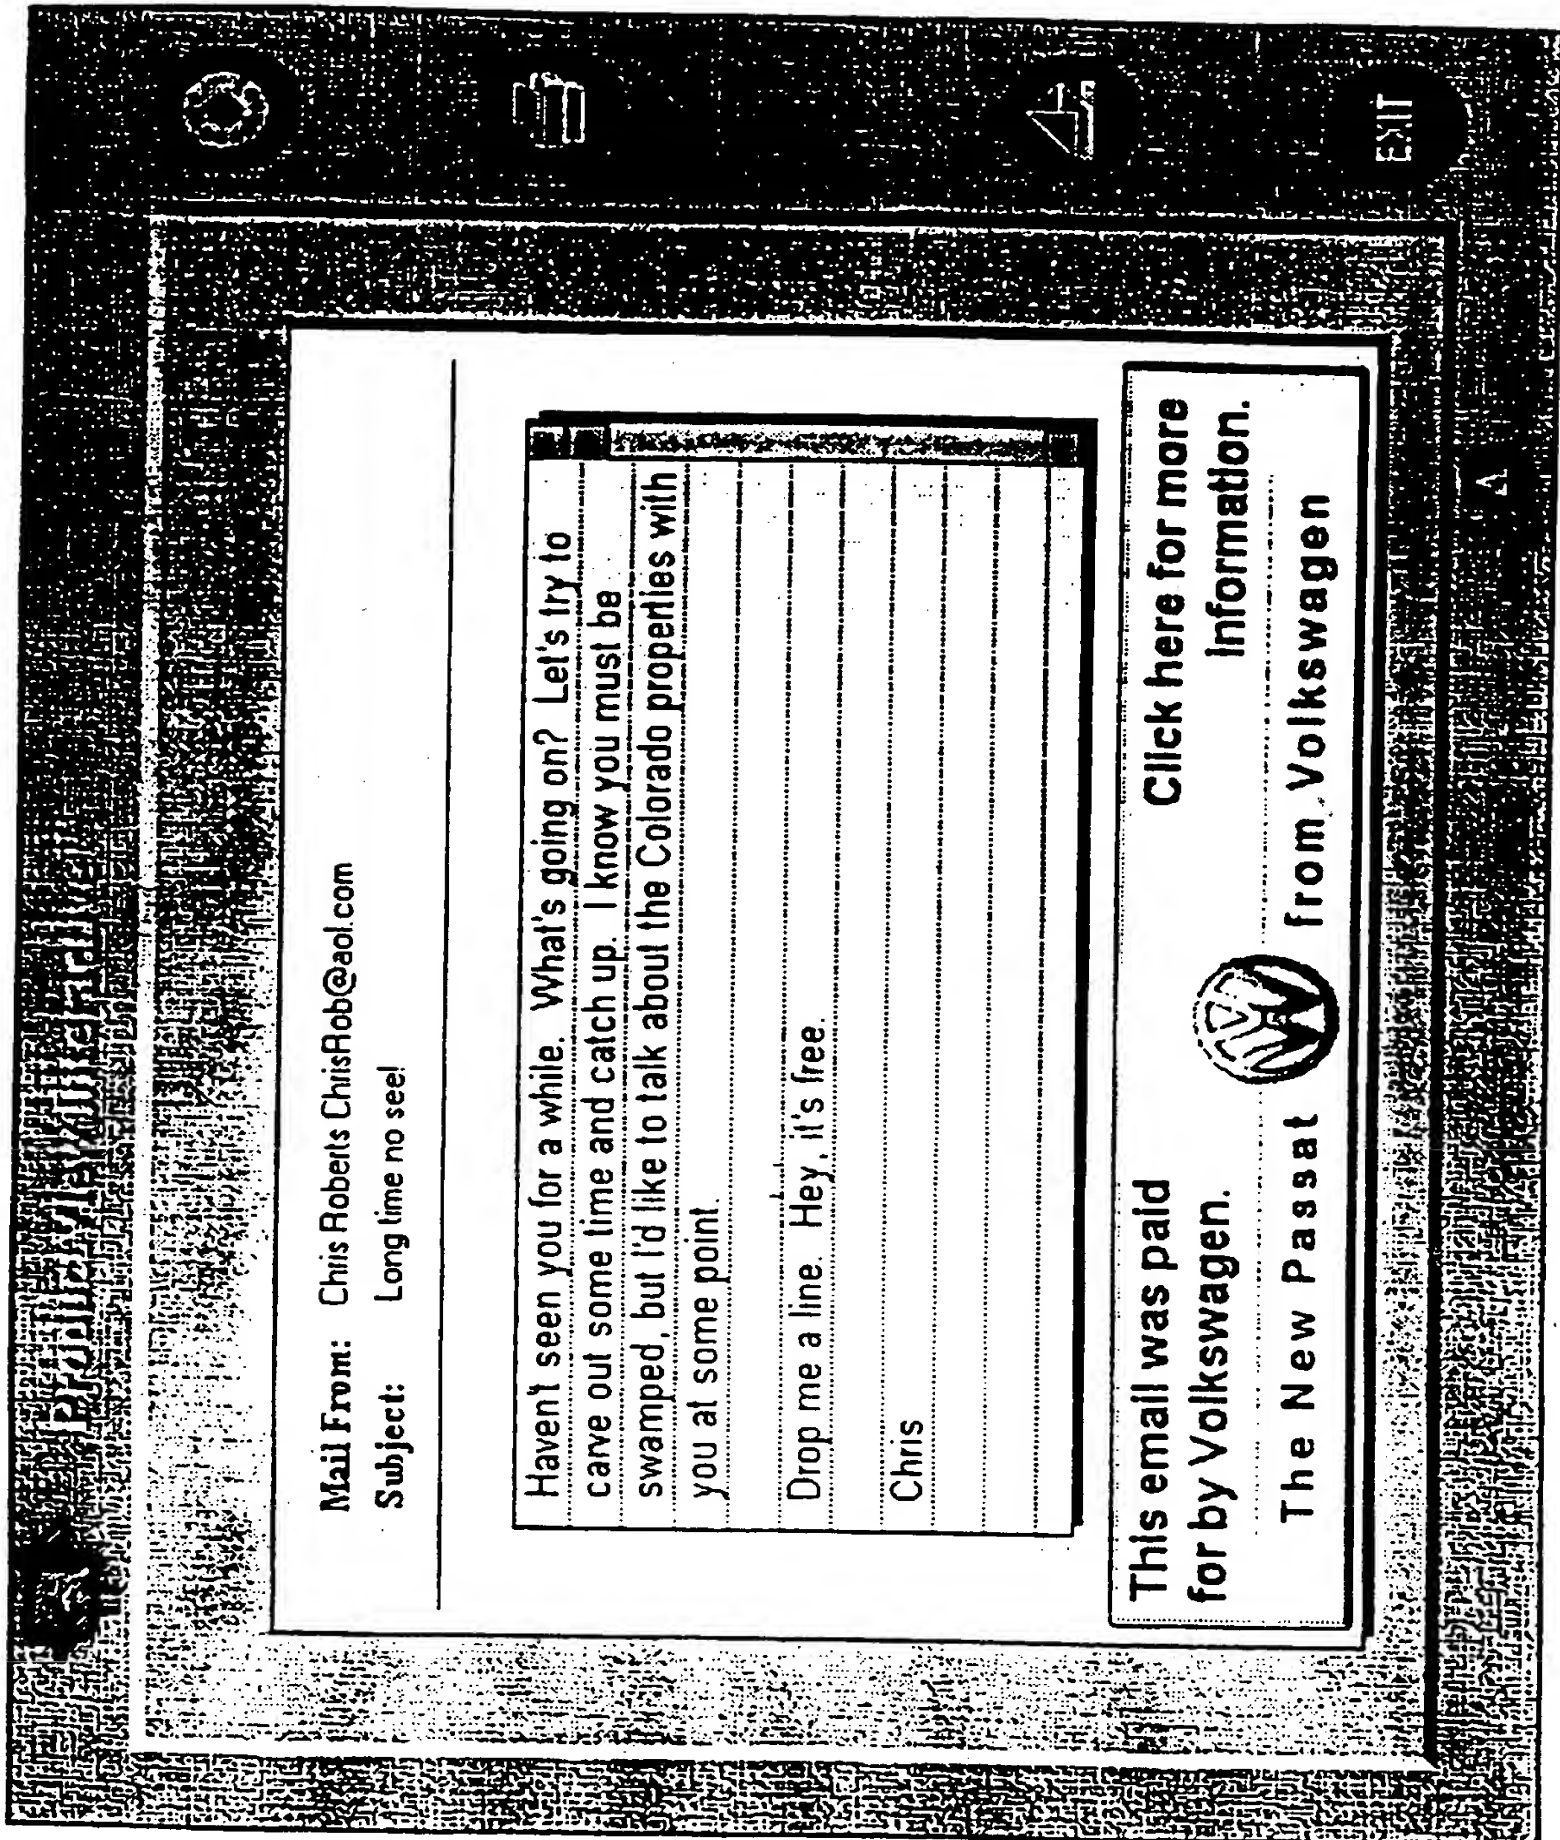 Mail From: Chris Roberts ChrisRob@aol.com
Subject: Long time no see!
Haven't seen you for a while. What's going on? Let's try to
carve out some time and catch up. I know you must be
swamped, but I'd like to talk about the Colorado properties with
you at some point.
Drop me a line. Hey, it's free.
Chris
This email was paid
for by Volkswagen.
Click here for more
Information.
The New Passat from Volkswagen
EXIT